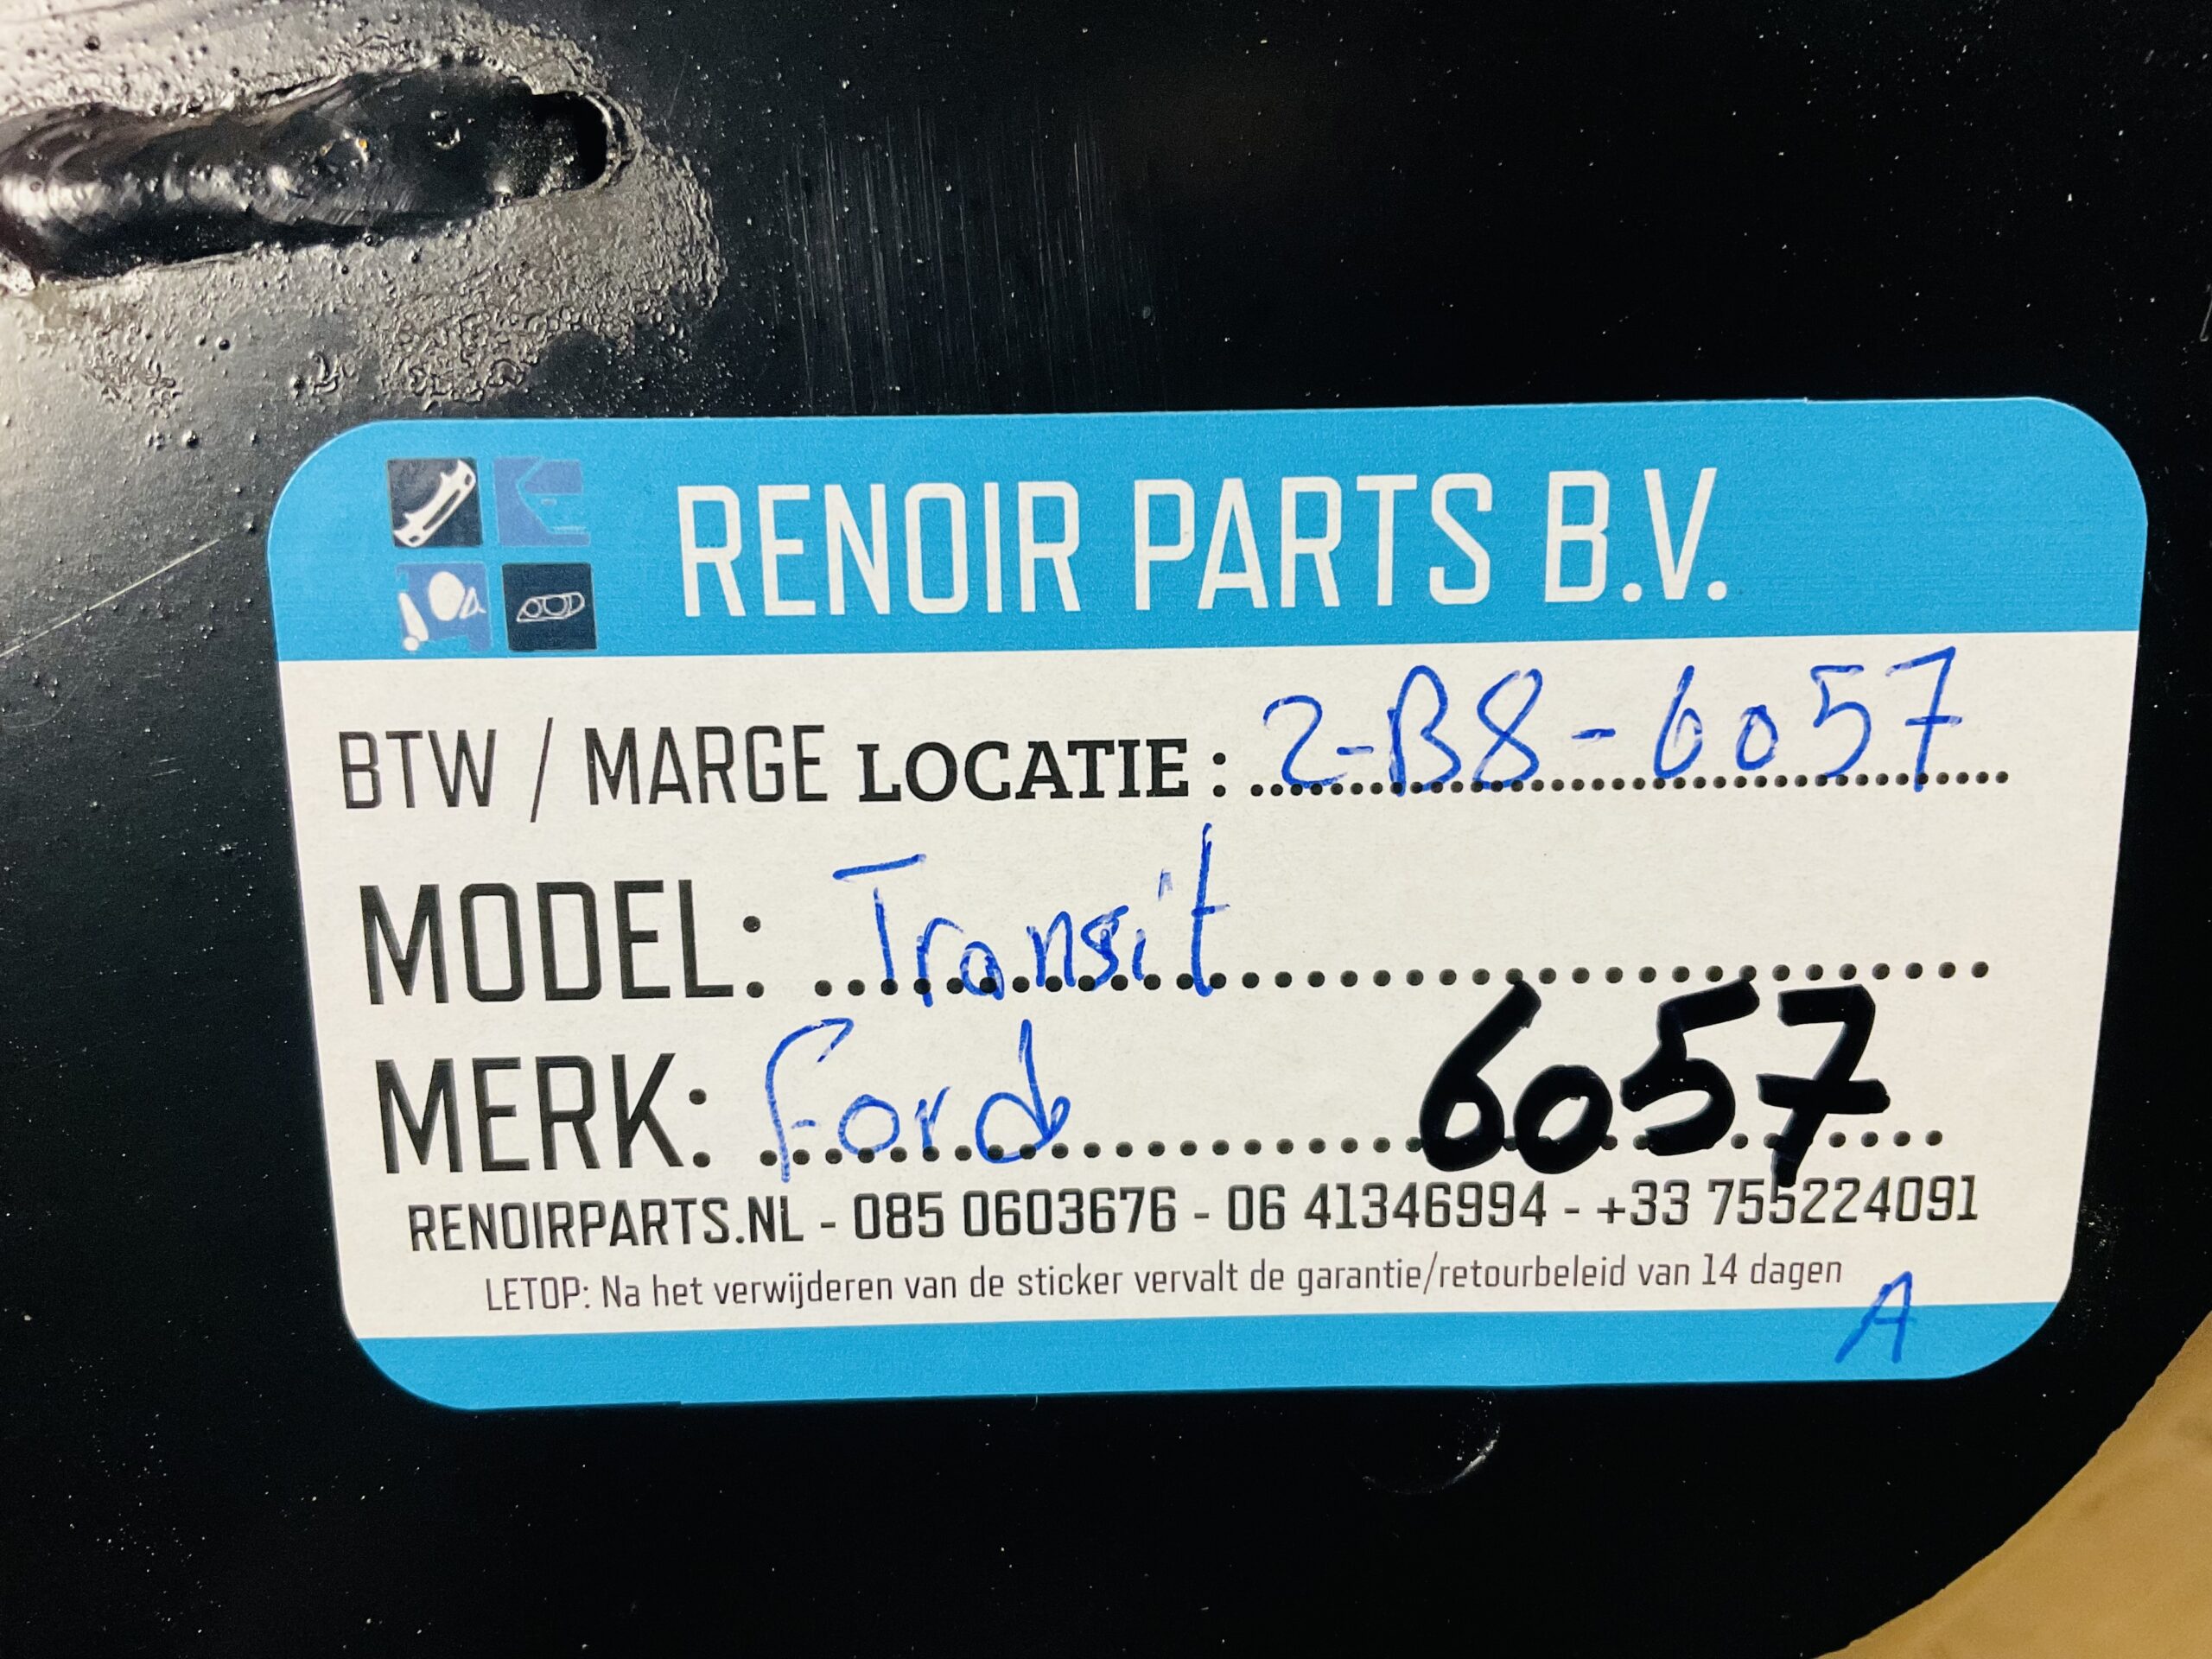 RENOIR PARTS B.V.
BTW / MARGE LOCATIE : 2-B8-6057
MODEL: Transit
MERK: Ford 6057
RENOIRPARTS.NL - 085 0603676 - 06 41346994 - +33 755224091
LETOP: Na het verwijderen van de sticker vervalt de garantie/retourbeleid van 14 dagen
A